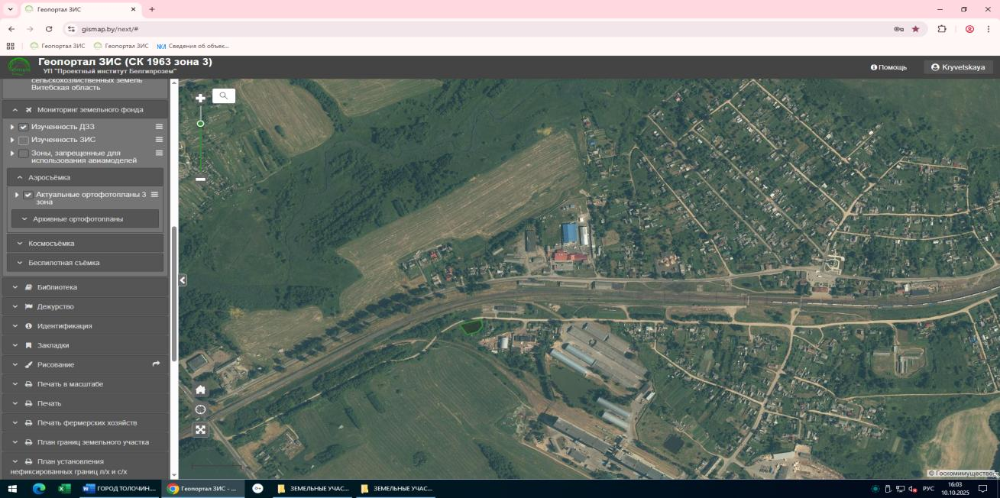 Геопортал ЗИС
gismap.by/next/#
Геопортал ЗИС Геопортал ЗИС NKA Сведения об объек...
Геопортал ЗИС (СК 1963 зона 3)
УП "Проектный институт Белгипрозем"
Помощь
Kryvetskaya
сельскохозяйственных земель
Витебская область
Мониторинг земельного фонда
Изученность ДЗЗ
Изученность ЗИС
Зоны, запрещенные для
использования авиамоделей
Аэросъёмка
Актуальные ортофотопланы 3
зона
Архивные ортофотопланы
Космосъёмка
Беспилотная съёмка
Библиотека
Дежурство
Идентификация
Закладки
Рисование
Печать в масштабе
Печать
Печать фермерских хозяйств
План границ земельного участка
План установления
нефиксированных границ л/х и с/х
© Госкомимущество
ГОРОД ТОЛОЧИН....
Геопортал ЗИС - ...
ЗЕМЕЛЬНЫЕ УЧАС...
ЗЕМЕЛЬНЫЕ УЧАС...
РУС
16:03
10.10.2025